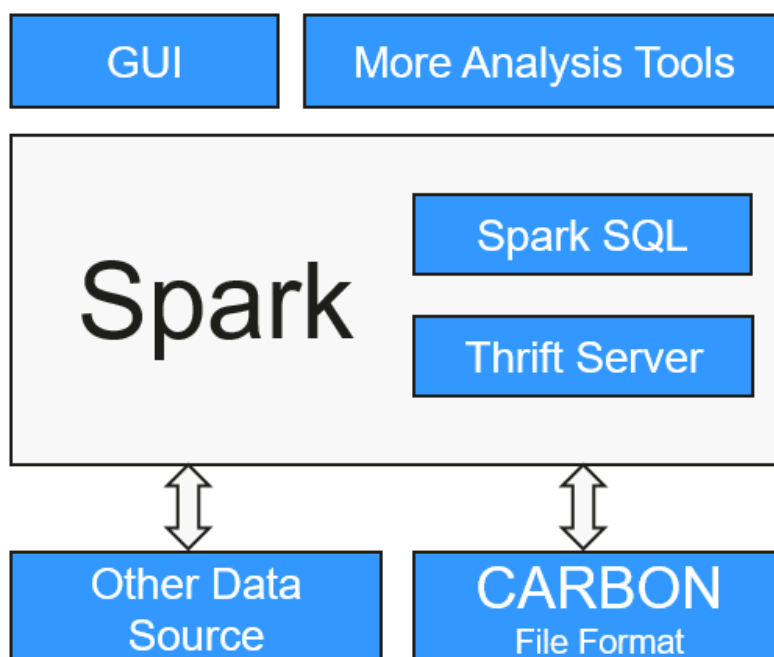 GUI
More Analysis Tools
Spark
Spark SQL
Thrift Server
Other Data
Source
CARBON
File Format